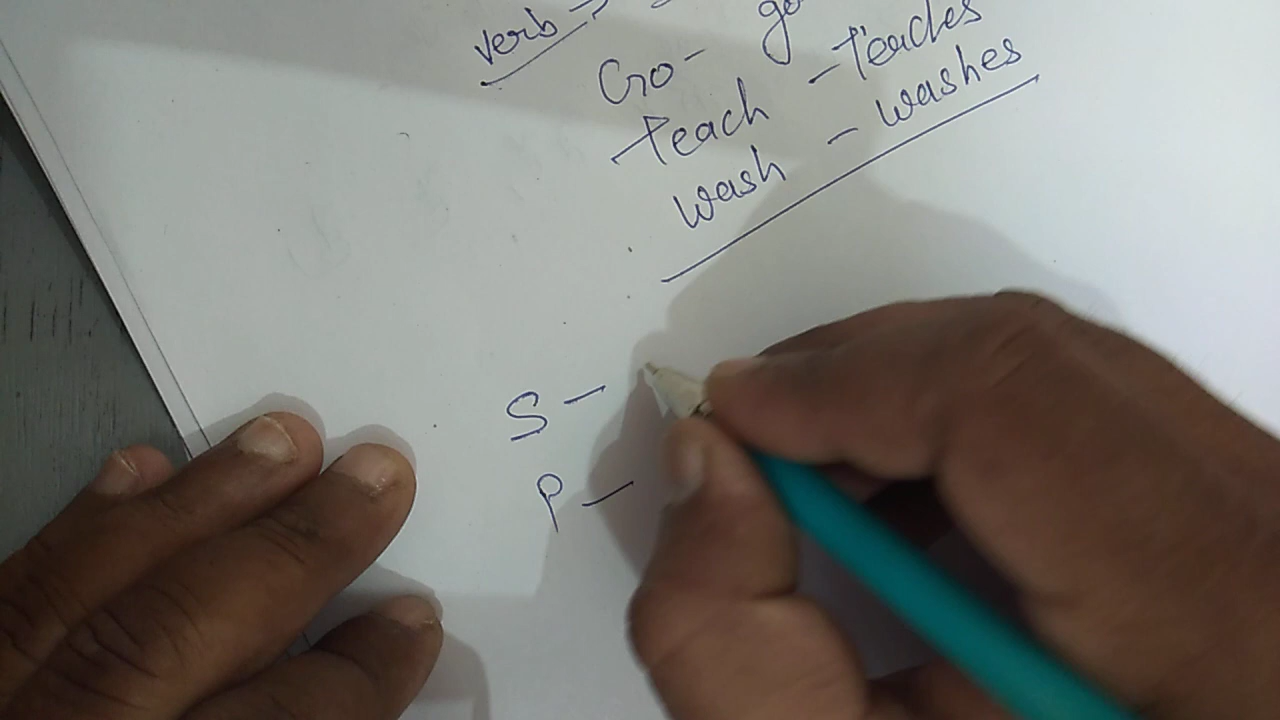 verb =>
Go - go
Teach - Teaches
wash - washes
S -
P -